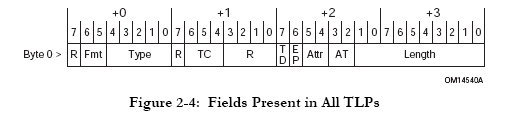 +0 +1 +2 +3
7 6 5 4 3 2 1 0 7 6 5 4 3 2 1 0 7 6 5 4 3 2 1 0 7 6 5 4 3 2 1 0
Byte 0 > R Fmt Type R TC R TD EP Attr AT Length
OM14540A
Figure 2-4: Fields Present in All TLPs